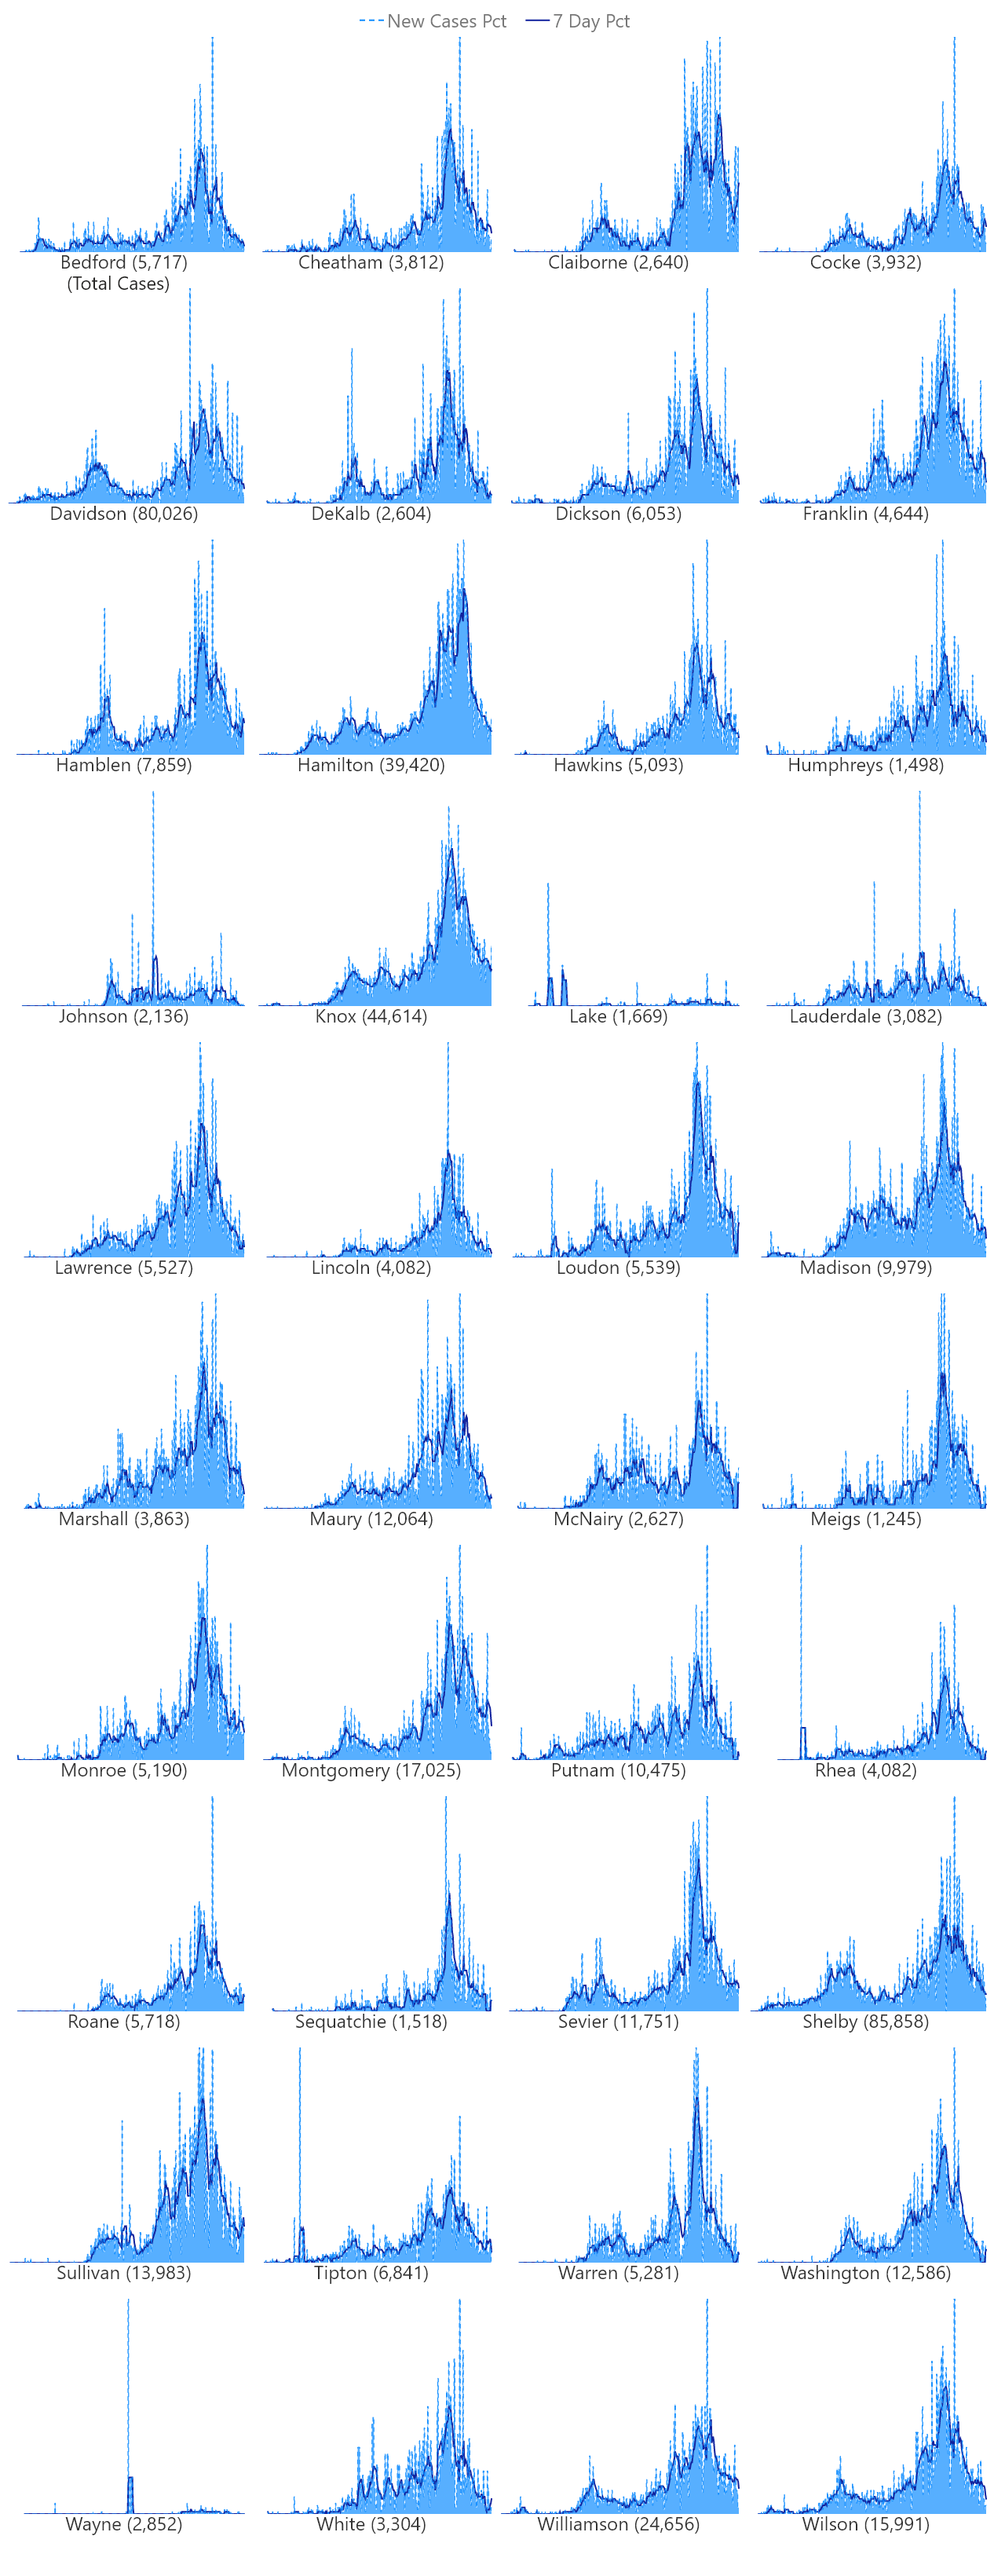 New Cases Pct 7 Day Pct
Bedford (5,717) Cheatham (3,812) Claiborne (2,640) Cocke (3,932)
(Total Cases)
Davidson (80,026) DeKalb (2,604) Dickson (6,053) Franklin (4,644)
Hamblen (7,859) Hamilton (39,420) Hawkins (5,093) Humphreys (1,498)
Johnson (2,136) Knox (44,614) Lake (1,669) Lauderdale (3,082)
Lawrence (5,527) Lincoln (4,082) Loudon (5,539) Madison (9,979)
Marshall (3,863) Maury (12,064) McNairy (2,627) Meigs (1,245)
Monroe (5,190) Montgomery (17,025) Putnam (10,475) Rhea (4,082)
Roane (5,718) Sequatchie (1,518) Sevier (11,751) Shelby (85,858)
Sullivan (13,983) Tipton (6,841) Warren (5,281) Washington (12,586)
Wayne (2,852) White (3,304) Williamson (24,656) Wilson (15,991)